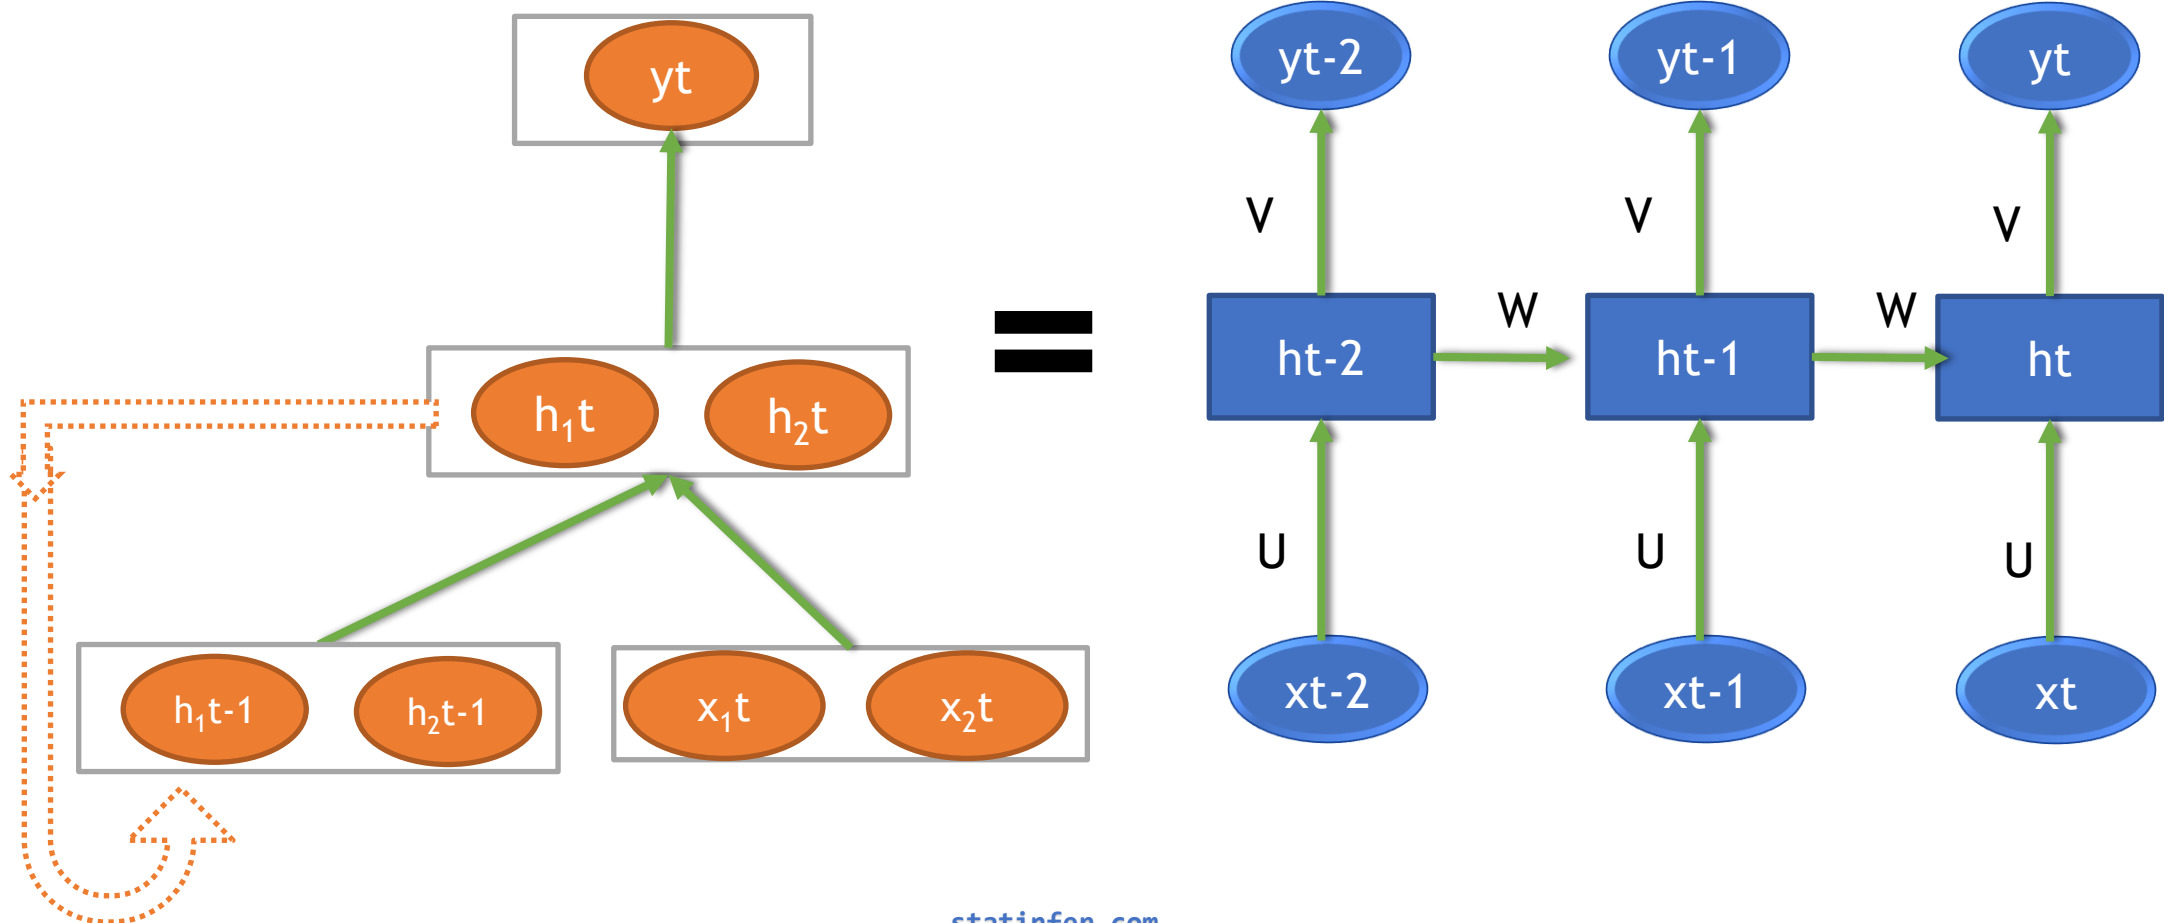 yt
h₁t h₂t
h₁t-1 h₂t-1 x₁t x₂t
=
yt-2 yt-1 yt
V V V
W W
ht-2 ht-1 ht
U U U
xt-2 xt-1 xt